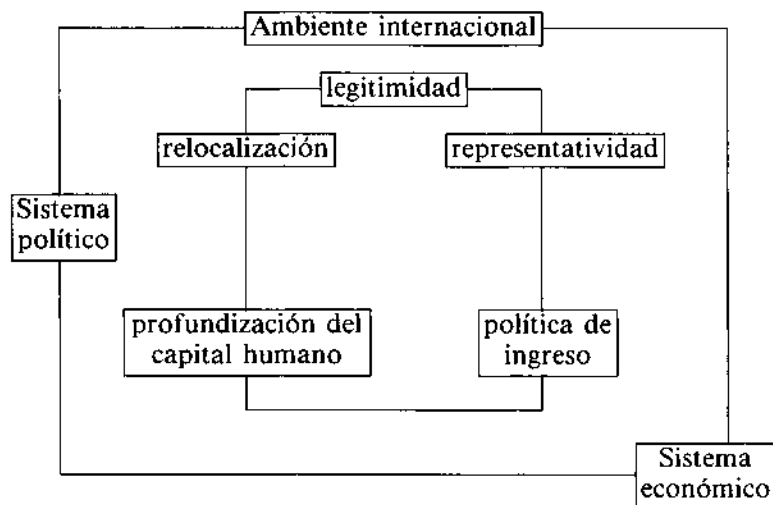 Ambiente internacional
legitimidad
relocalización
representatividad
Sistema
político
profundización del
capital humano
política de
ingreso
Sistema
económico